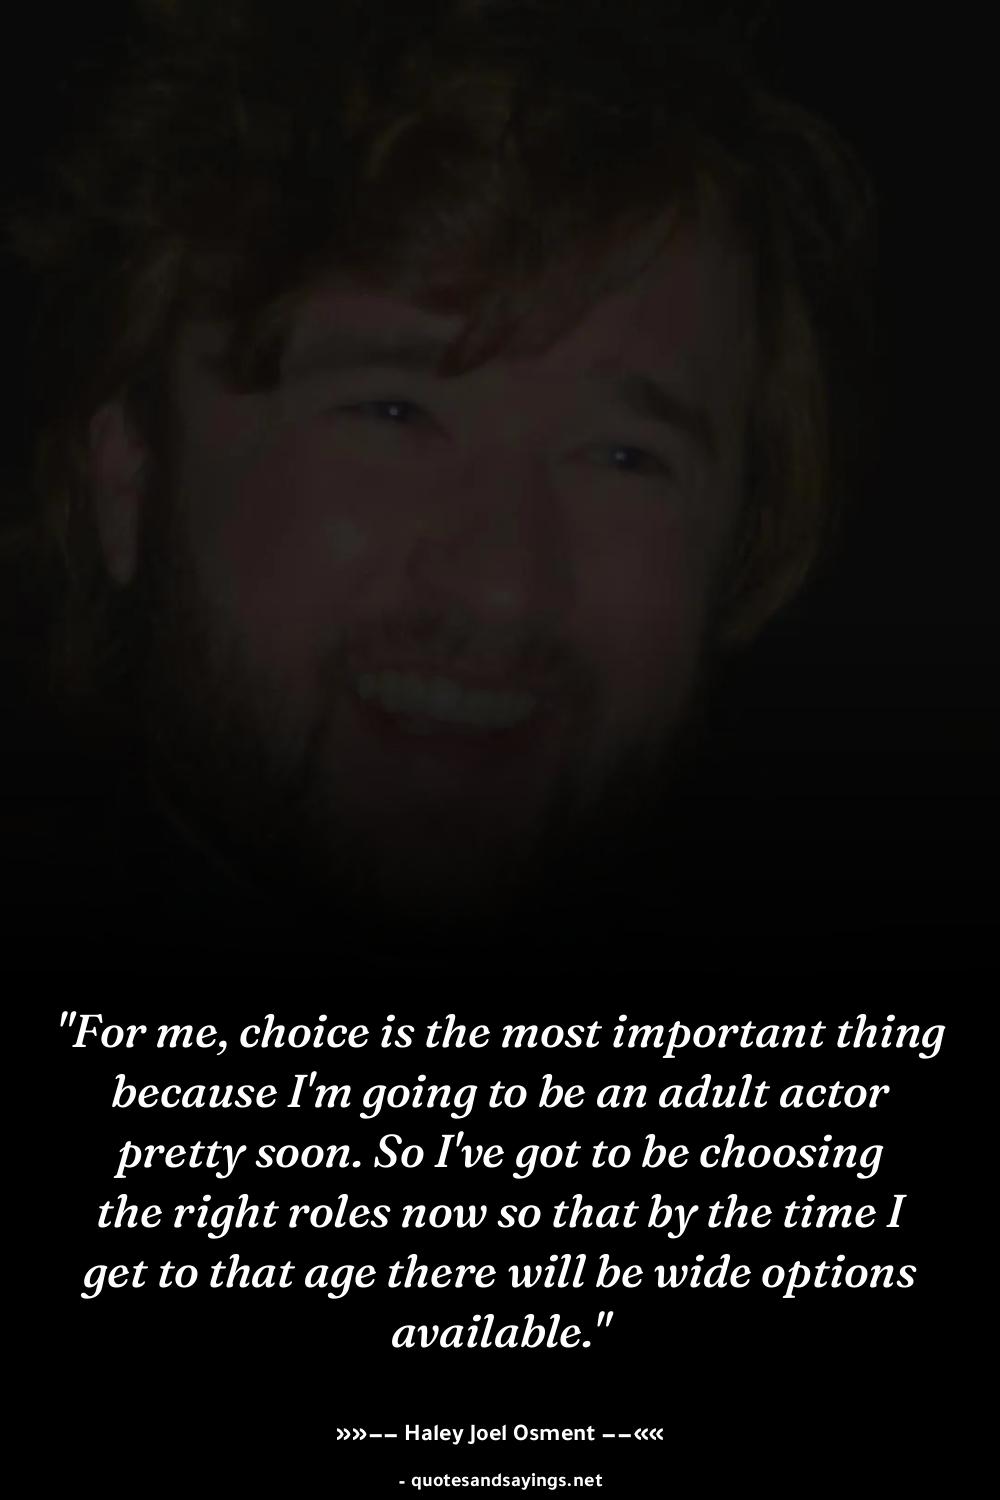 "For me, choice is the most important thing
because I'm going to be an adult actor
pretty soon. So I've got to be choosing
the right roles now so that by the time I
get to that age there will be wide options
available."
»»–– Haley Joel Osment ––««
- quotesandsayings.net